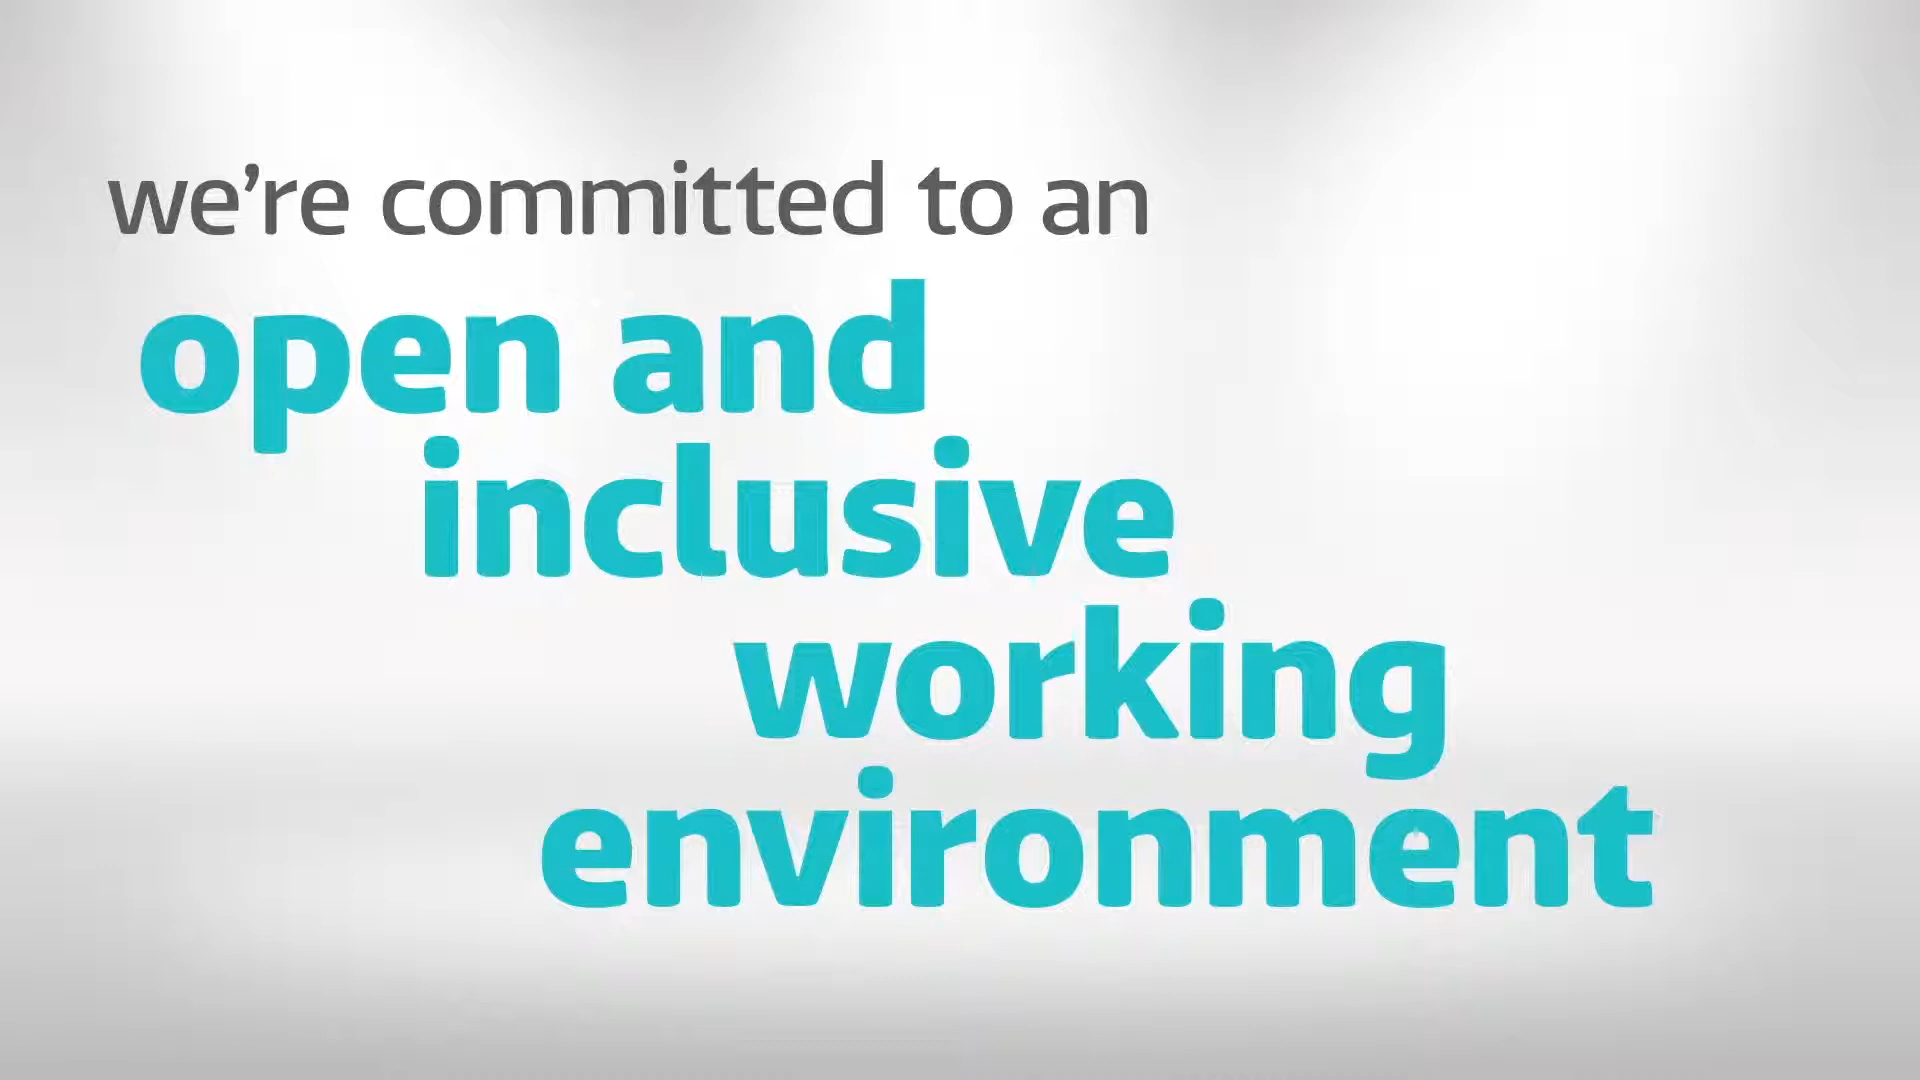 we’re committed to an
open and
inclusive
working
environment